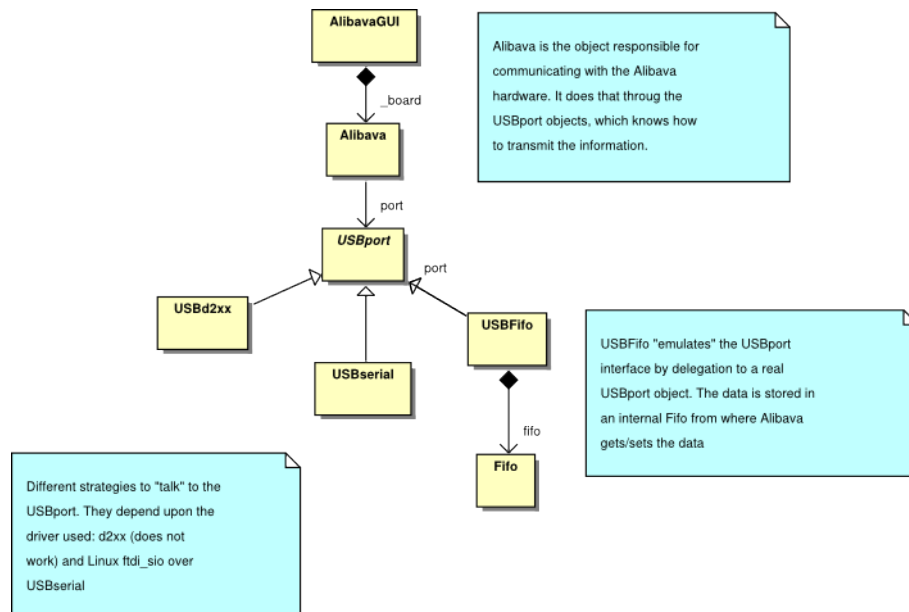 AlibavaGUI
Alibava is the object responsible for
communicating with the Alibava
hardware. It does that throug the
USBport objects, which knows how
to transmit the information.
_board
Alibava
port
USBport
port
USBd2xx
USBFifo
USBserial
USBFifo "emulates" the USBport
interface by delegation to a real
USBport object. The data is stored in
an internal Fifo from where Alibava
gets/sets the data
fifo
Fifo
Different strategies to "talk" to the
USBport. They depend upon the
driver used: d2xx (does not
work) and Linux ftdi_sio over
USBserial